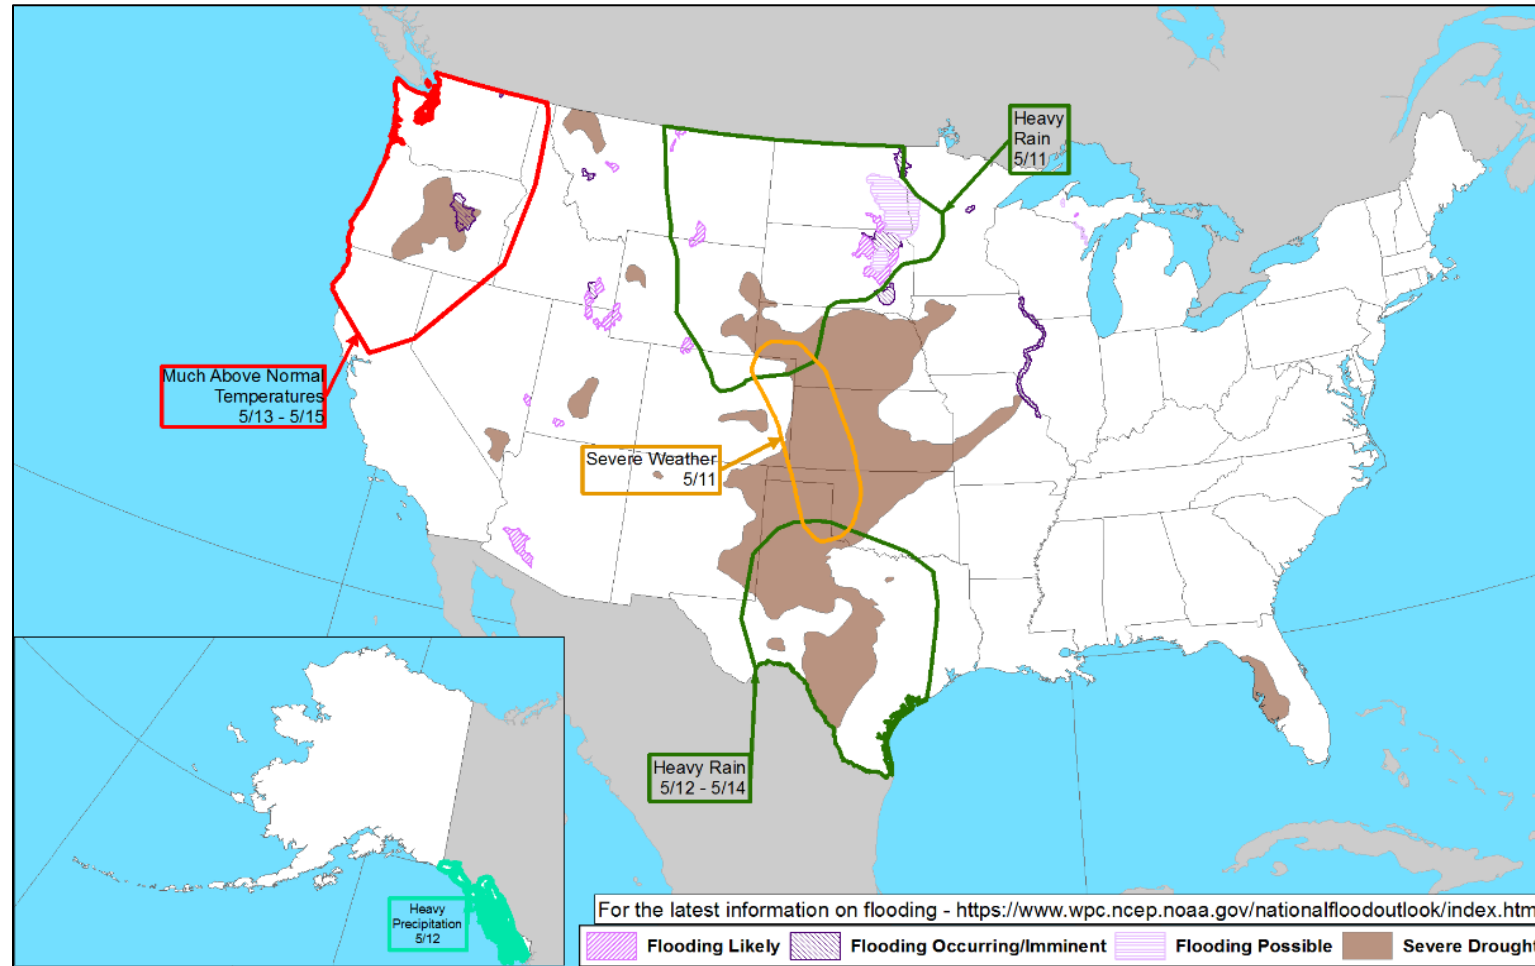 Heavy
Rain
5/11
Much Above Normal
Temperatures
5/13 - 5/15
Severe Weather
5/11
Heavy Rain
5/12 - 5/14
Heavy
Precipitation
5/12
For the latest information on flooding - https://www.wpc.ncep.noaa.gov/nationalfloodoutlook/index.htm
Flooding Likely
Flooding Occurring/Imminent
Flooding Possible
Severe Drought